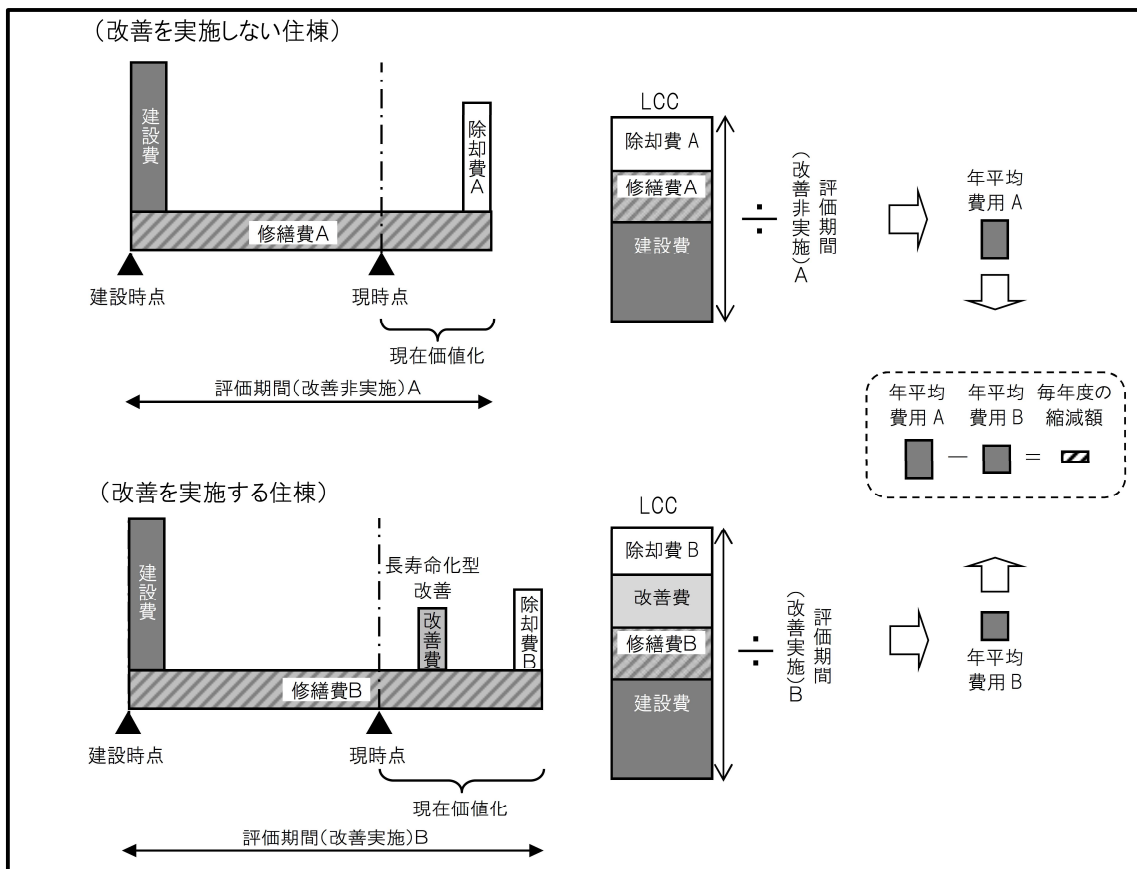 （改善を実施しない住棟）
建設費
除却費A
修繕費A
建設時点
現時点
現在価値化
評価期間（改善非実施）A
LCC
除却費 A
修繕費A
建設費
÷
評価期間
（改善非実施）A
年平均
費用 A
年平均
費用 A
年平均
費用 B
毎年度の
縮減額
－
＝
（改善を実施する住棟）
建設費
長寿命化型
改善
改善費
除却費B
修繕費B
建設時点
現時点
現在価値化
評価期間（改善実施）B
LCC
除却費 B
改善費
修繕費B
建設費
÷
評価期間
（改善実施）B
年平均
費用 B